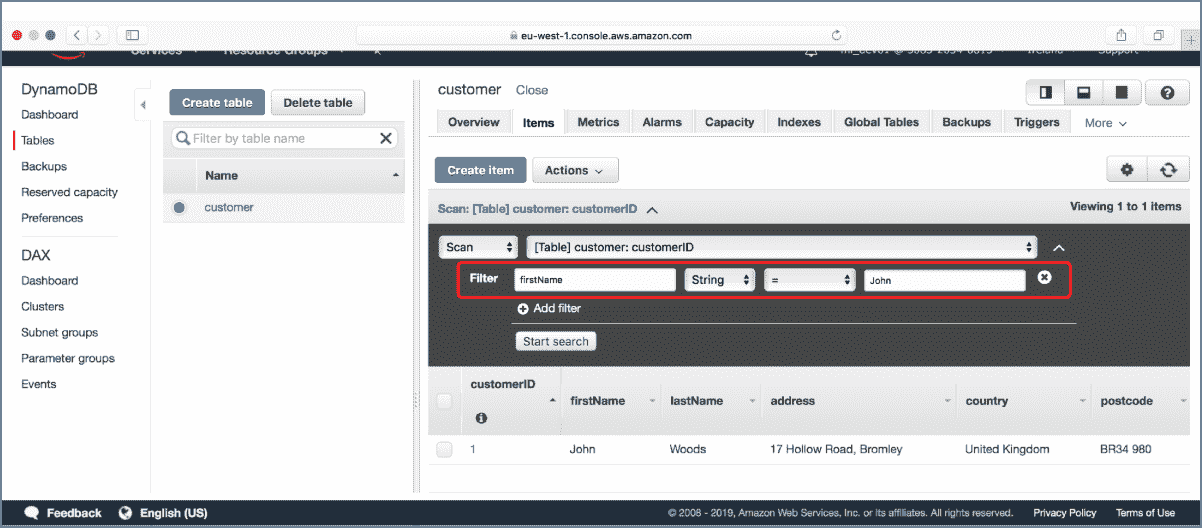 eu-west-1.console.aws.amazon.com
Services Resource Groups Ireland Support
DynamoDB
Dashboard
Tables
Backups
Reserved capacity
Preferences
DAX
Dashboard
Clusters
Subnet groups
Parameter groups
Events
Create table Delete table
Filter by table name
Name
customer
customer Close
Overview Items Metrics Alarms Capacity Indexes Global Tables Backups Triggers More
Create item Actions
Scan: [Table] customer: customerID Viewing 1 to 1 items
Scan [Table] customer: customerID
Filter firstName String = John
Add filter
Start search
customerID firstName lastName address country postcode
1 John Woods 17 Hollow Road, Bromley United Kingdom BR34 980
Feedback English (US) © 2008 - 2019, Amazon Web Services, Inc. or its affiliates. All rights reserved. Privacy Policy Terms of Use